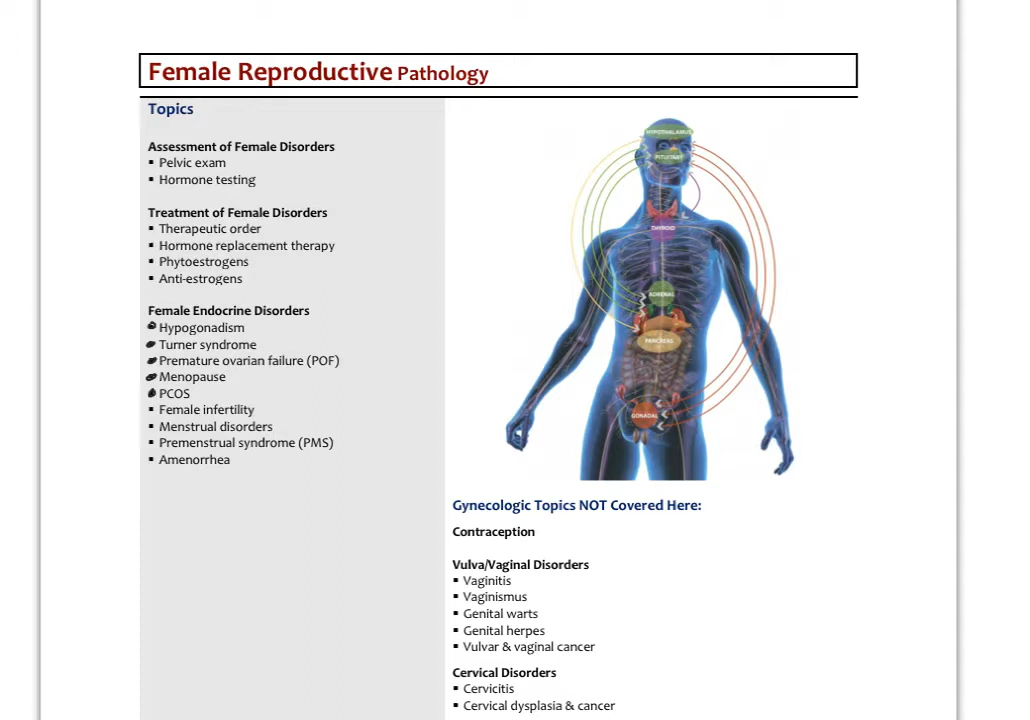 Female Reproductive Pathology
Topics
Assessment of Female Disorders
▪ Pelvic exam
▪ Hormone testing
Treatment of Female Disorders
▪ Therapeutic order
▪ Hormone replacement therapy
▪ Phytoestrogens
▪ Anti-estrogens
Female Endocrine Disorders
▪ Hypogonadism
▪ Turner syndrome
▪ Premature ovarian failure (POF)
▪ Menopause
▪ PCOS
▪ Female infertility
▪ Menstrual disorders
▪ Premenstrual syndrome (PMS)
▪ Amenorrhea
HYPOTHALAMUS
PITUITARY
THYROID
ADRENAL
PANCREAS
GONADAL
Gynecologic Topics NOT Covered Here:
Contraception
Vulva/Vaginal Disorders
▪ Vaginitis
▪ Vaginismus
▪ Genital warts
▪ Genital herpes
▪ Vulvar & vaginal cancer
Cervical Disorders
▪ Cervicitis
▪ Cervical dysplasia & cancer